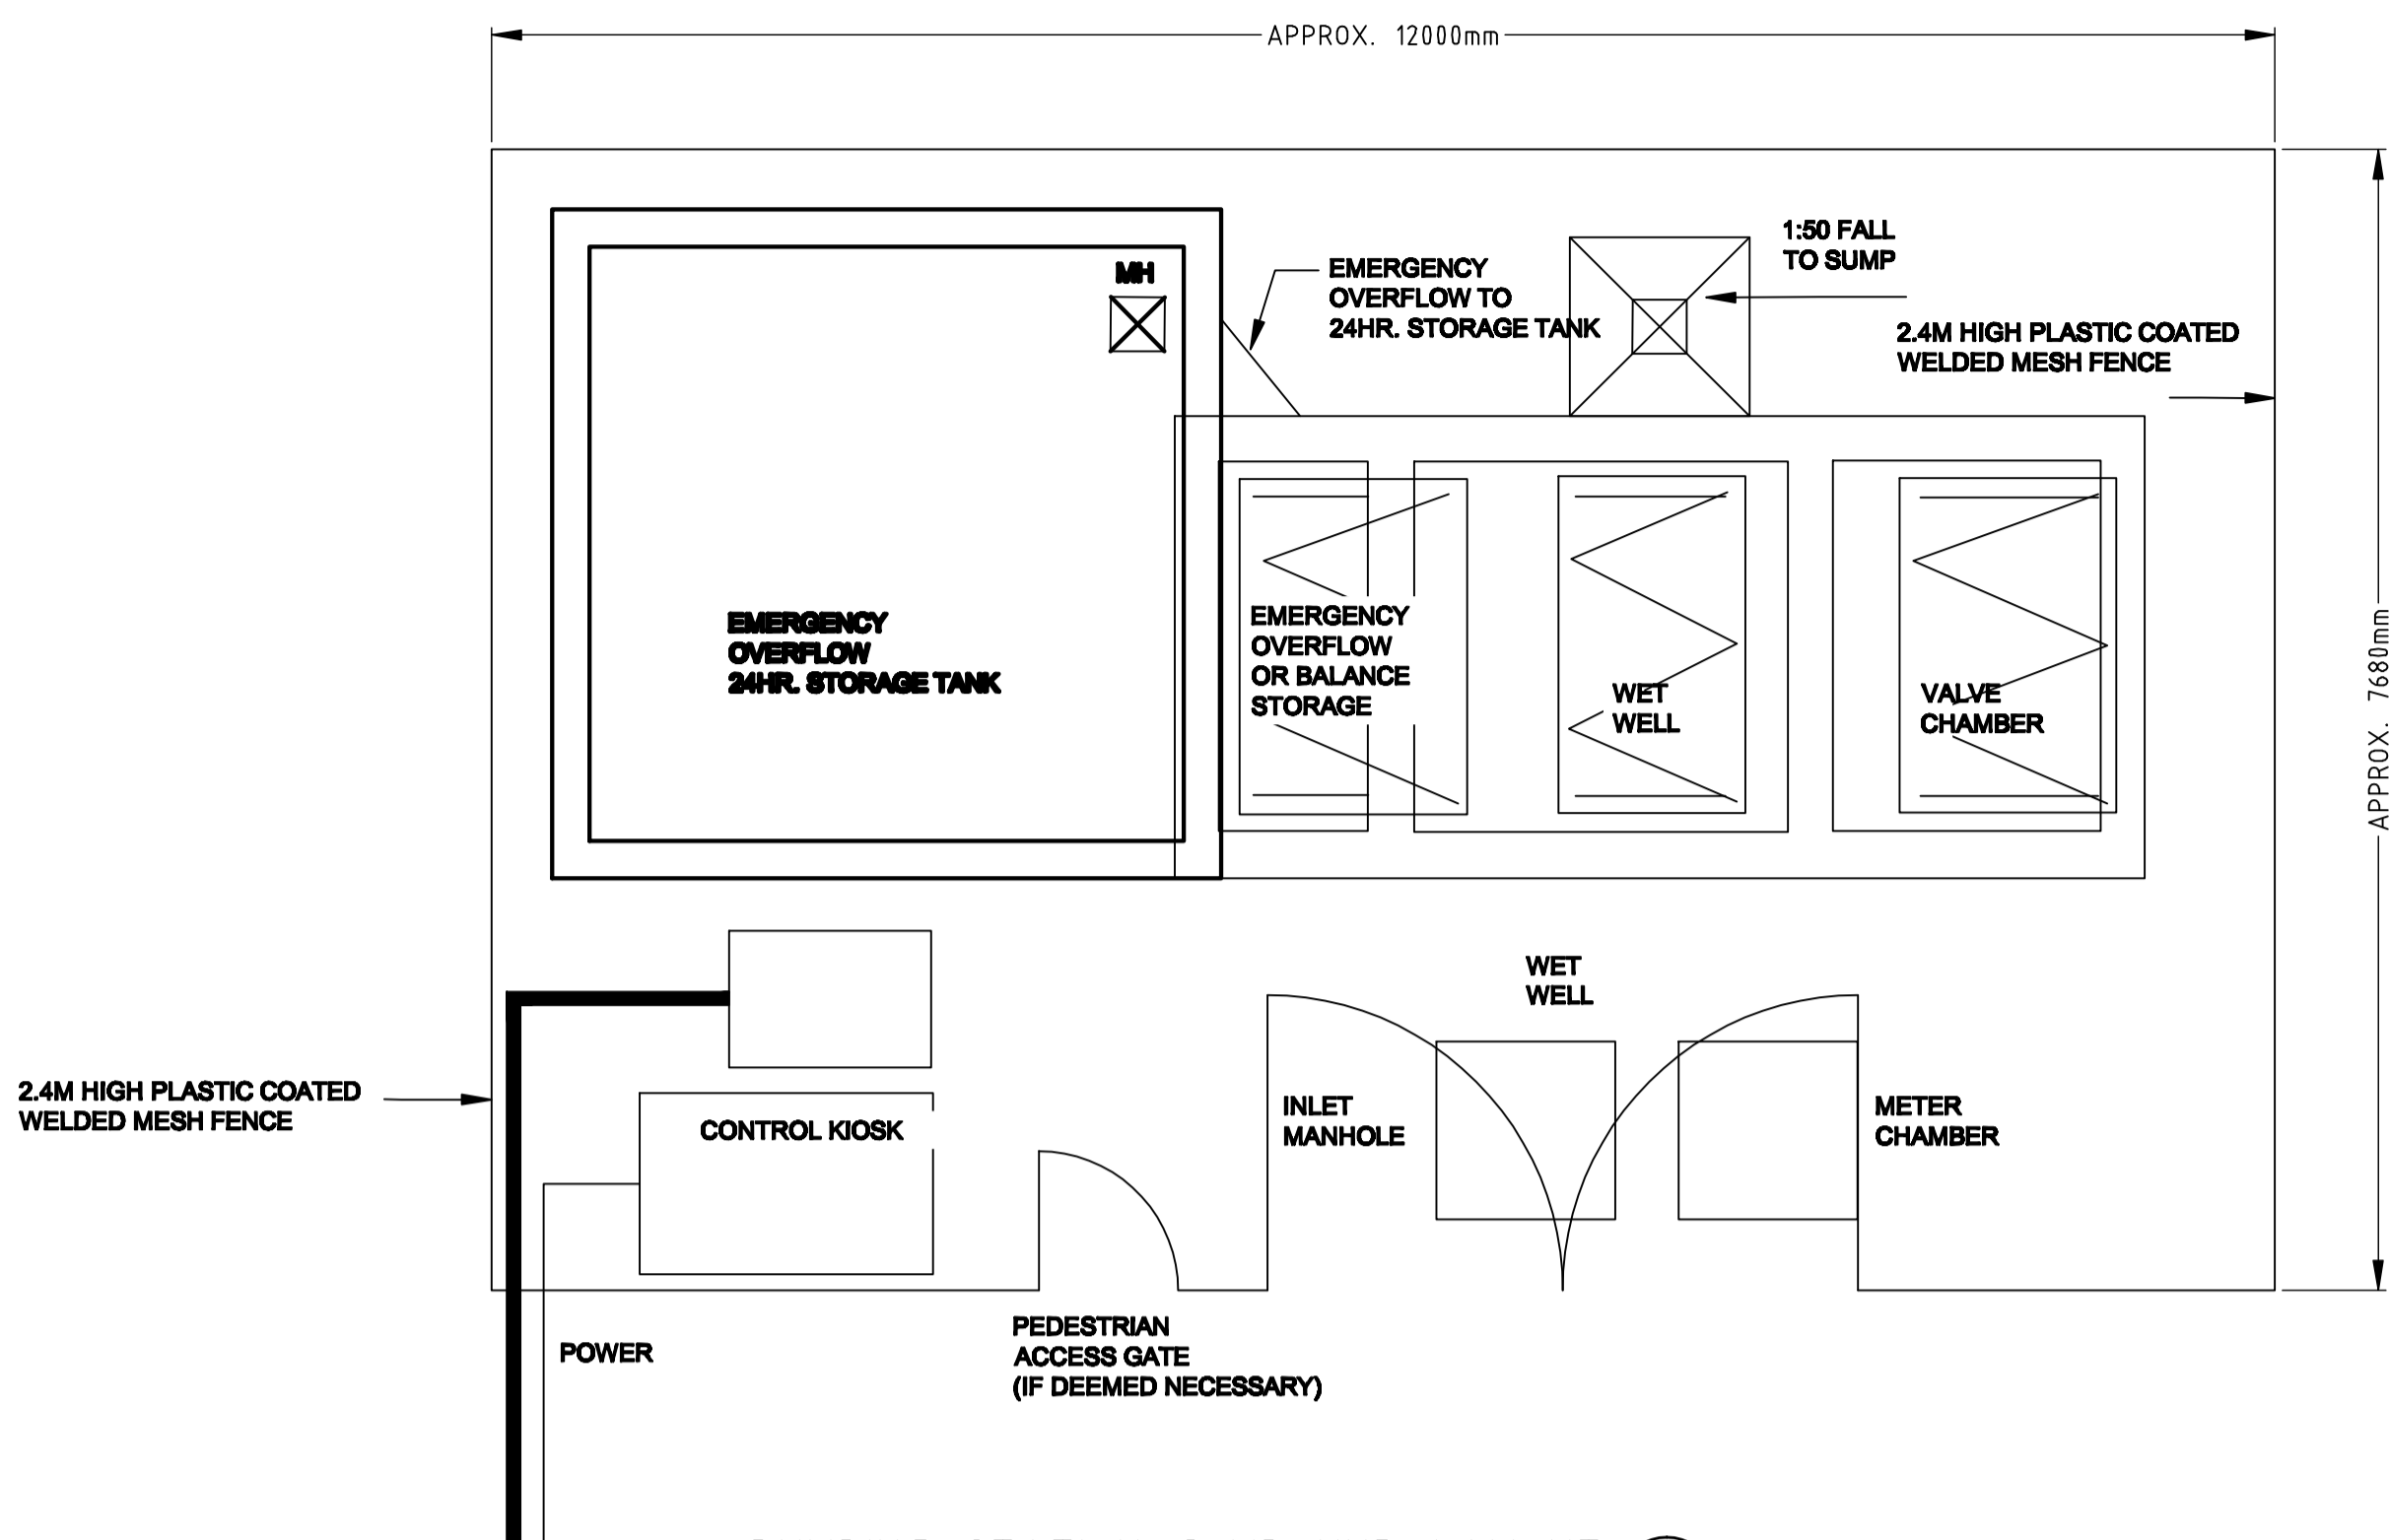 APPROX. 12000mm
1:50 FALL
TO SUMP
MH
EMERGENCY
OVERFLOW TO
24HR. STORAGE TANK
2.4M HIGH PLASTIC COATED
WELDED MESH FENCE
EMERGENCY
OVERFLOW
24HR. STORAGE TANK
EMERGENCY
OVERFLOW
OR BALANCE
STORAGE
WET
WELL
VALVE
CHAMBER
APPROX. 7680mm
WET
WELL
2.4M HIGH PLASTIC COATED
WELDED MESH FENCE
CONTROL KIOSK
INLET
MANHOLE
METER
CHAMBER
POWER
PEDESTRIAN
ACCESS GATE
(IF DEEMED NECESSARY)